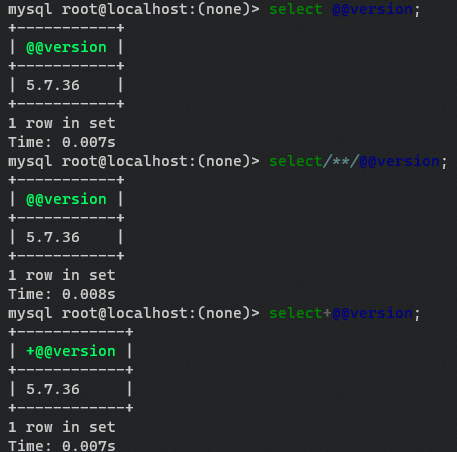 mysql root@localhost:(none)> select @@version;
+-----------+
| @@version |
+-----------+
| 5.7.36    |
+-----------+
1 row in set
Time: 0.007s
mysql root@localhost:(none)> select/**/@@version;
+-----------+
| @@version |
+-----------+
| 5.7.36    |
+-----------+
1 row in set
Time: 0.008s
mysql root@localhost:(none)> select+@@version;
+------------+
| +@@version |
+------------+
| 5.7.36     |
+------------+
1 row in set
Time: 0.007s